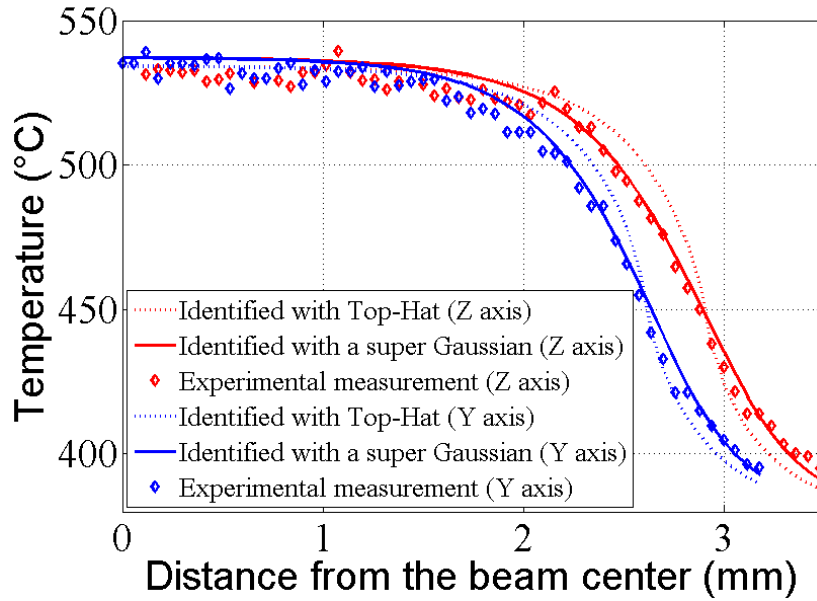 550
500
450
400
Temperature (°C)
Identified with Top-Hat (Z axis)
Identified with a super Gaussian (Z axis)
Experimental measurement (Z axis)
Identified with Top-Hat (Y axis)
Identified with a super Gaussian (Y axis)
Experimental measurement (Y axis)
0 1 2 3
Distance from the beam center (mm)